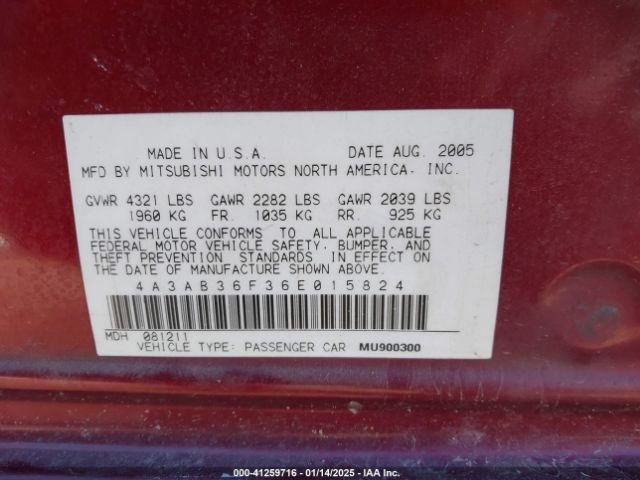 MADE IN U.S.A. DATE AUG. 2005
MFD BY MITSUBISHI MOTORS NORTH AMERICA. INC.
GVWR 4321 LBS GAWR 2282 LBS GAWR 2039 LBS
1960 KG FR. 1035 KG RR. 925 KG
THIS VEHICLE CONFORMS TO ALL APPLICABLE
FEDERAL MOTOR VEHICLE SAFETY, BUMPER, AND
THEFT PREVENTION STANDARDS IN EFFECT ON
THE DATE OF MANUFACTURE SHOWN ABOVE.
4A3AB36F36E015824
MDH 081211
VEHICLE TYPE: PASSENGER CAR MU900300
000-41259716 - 01/14/2025 - IAA Inc.